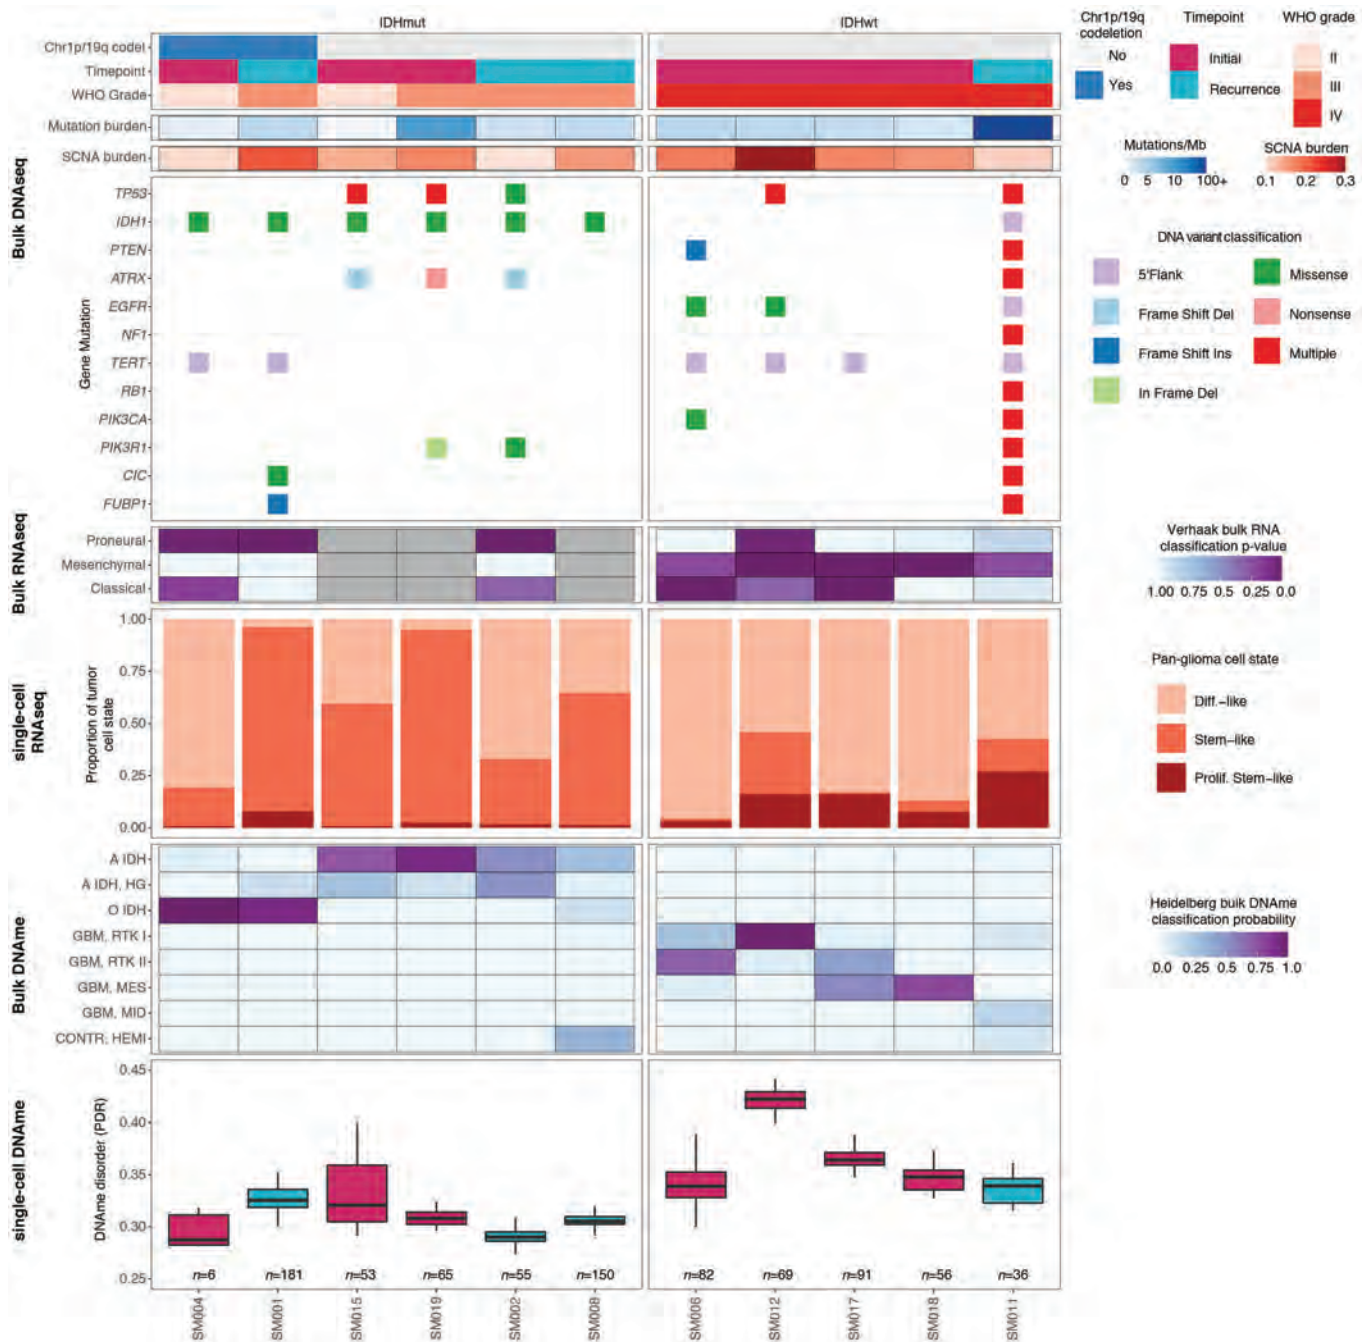 IDHmut
IDHwt
Chr1p/19q codel
Timepoint
WHO Grade
Mutation burden
SCNA burden
Bulk DNAseq
Gene Mutation
TP53
IDH1
PTEN
ATRX
EGFR
NF1
TERT
RB1
PIK3CA
PIK3R1
CIC
FUBP1
Bulk RNAseq
Proneural
Mesenchymal
Classical
single-cell
RNAseq
Proportion of tumor
cell state
1.00
0.75
0.50
0.25
0.00
Bulk DNAme
A IDH
A IDH, HG
O IDH
GBM, RTK I
GBM, RTK II
GBM, MES
GBM, MID
CONTR, HEMI
single-cell DNAme
DNAme disorder (PDR)
0.45
0.40
0.35
0.30
0.25
n=6 n=181 n=53 n=65 n=55 n=150 n=82 n=69 n=91 n=56 n=36
SM004 SM001 SM015 SM019 SM002 SM008 SM006 SM012 SM017 SM018 SM011
Chr1p/19q
codeletion
No
Yes
Timepoint
Initial
Recurrence
WHO grade
II
III
IV
Mutations/Mb
0 5 10 100+
SCNA burden
0.1 0.2 0.3
DNA variant classification
5'Flank
Missense
Frame Shift Del
Nonsense
Frame Shift Ins
Multiple
In Frame Del
Verhaak bulk RNA
classification p-value
1.00 0.75 0.5 0.25 0.0
Pan-glioma cell state
Diff.-like
Stem-like
Prolif. Stem-like
Heidelberg bulk DNAme
classification probability
0.0 0.25 0.5 0.75 1.0